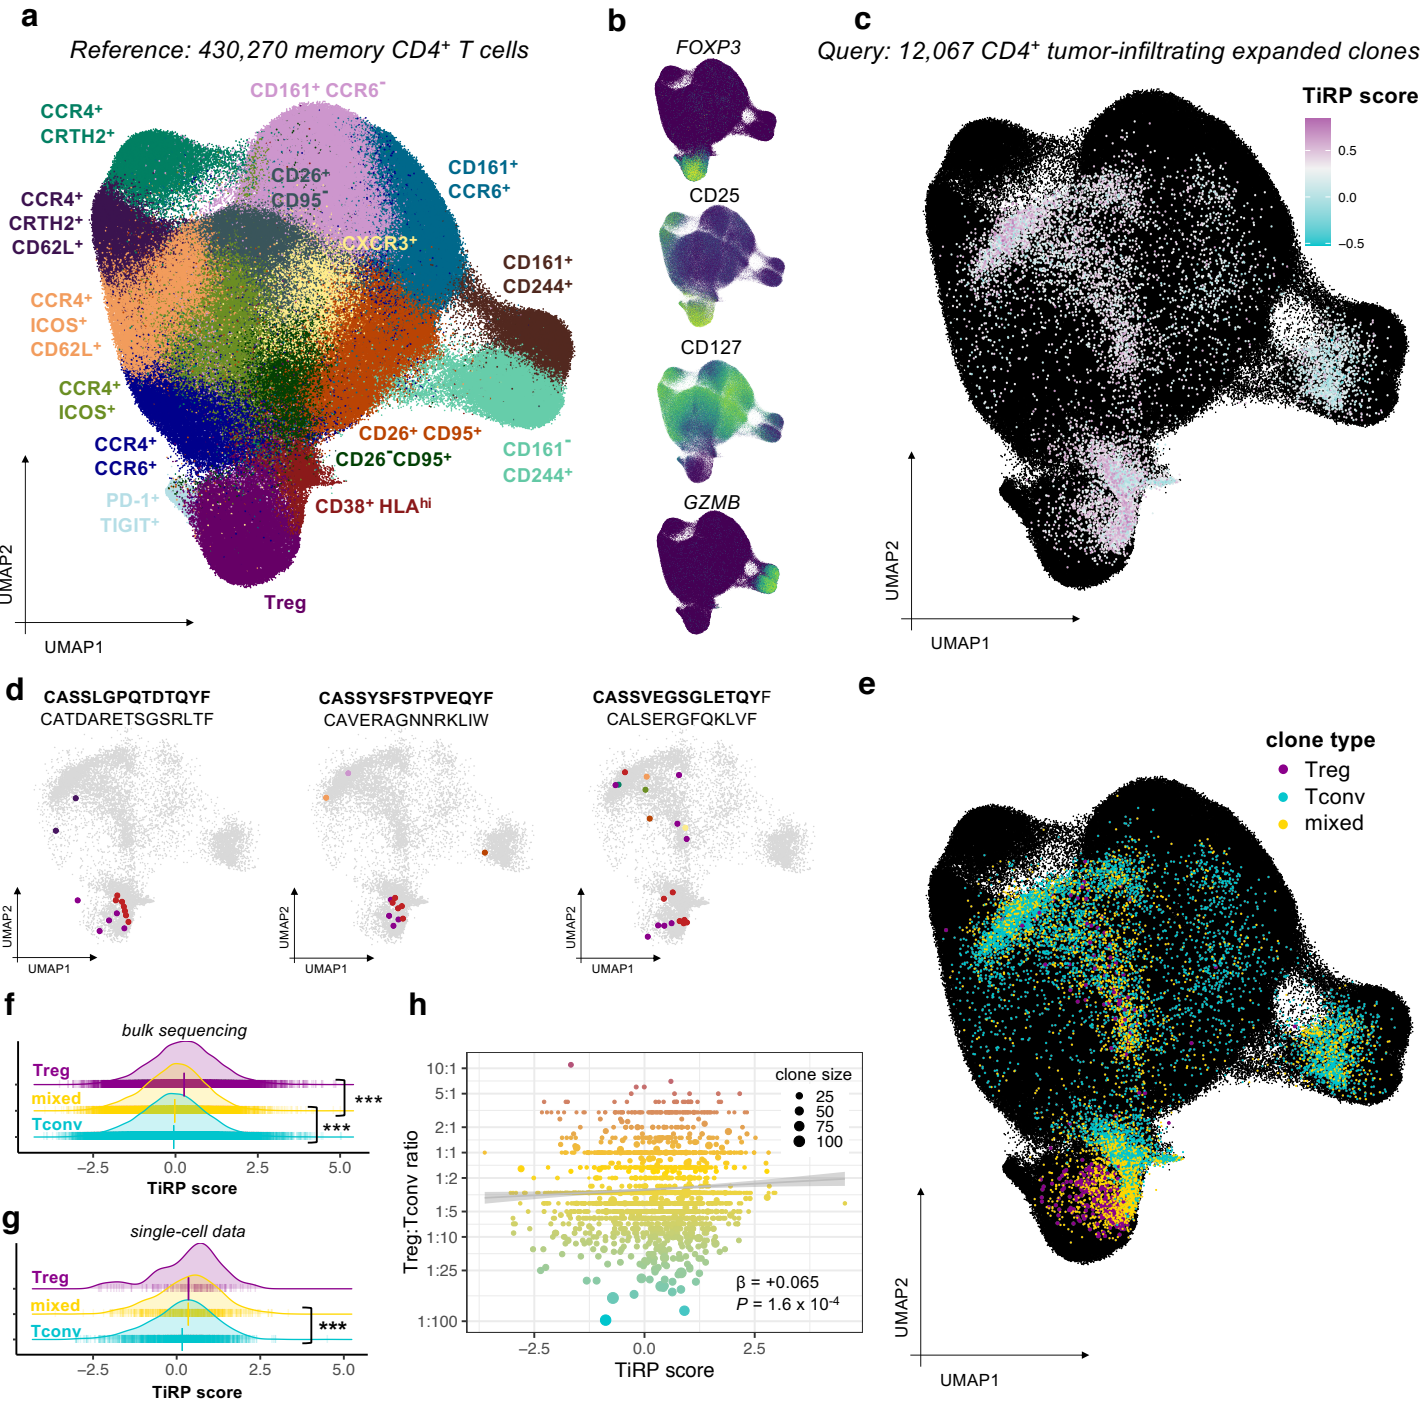 a
Reference: 430,270 memory CD4⁺ T cells
CD161⁺ CCR6⁻
CCR4⁺
CRTH2⁺
CD26⁺
CD95⁻
CD161⁺
CCR6⁺
CCR4⁺
CRTH2⁺
CD62L⁺
CXCR3⁺
CD161⁺
CD244⁺
CCR4⁺
ICOS⁺
CD62L⁺
CCR4⁺
ICOS⁺
CCR4⁺
CCR6⁺
CD26⁺ CD95⁺
CD26⁻CD95⁺
CD161⁻
CD244⁺
PD-1⁺
TIGIT⁺
CD38⁺ HLAʰⁱ
Treg
UMAP2
UMAP1
b
FOXP3
CD25
CD127
GZMB
c
Query: 12,067 CD4⁺ tumor-infiltrating expanded clones
TiRP score
0.5
0.0
−0.5
UMAP2
UMAP1
d
CASSLGPQTDTQYF
CATDARETSGSRLTF
UMAP2
UMAP1
CASSYSFSTPVEQYF
CAVERAGNNRKLIW
UMAP2
UMAP1
CASSVEGSGLETQYF
CALSERGFQKLVF
UMAP2
UMAP1
e
clone type
Treg
Tconv
mixed
UMAP2
UMAP1
f
bulk sequencing
Treg
mixed
Tconv
***
***
−2.5 0.0 2.5 5.0
TiRP score
g
single-cell data
Treg
mixed
Tconv
***
−2.5 0.0 2.5 5.0
TiRP score
h
Treg:Tconv ratio
10:1
5:1
2:1
1:1
1:2
1:5
1:10
1:25
1:100
clone size
25
50
75
100
β = +0.065
P = 1.6 x 10⁻⁴
−2.5 0.0 2.5
TiRP score